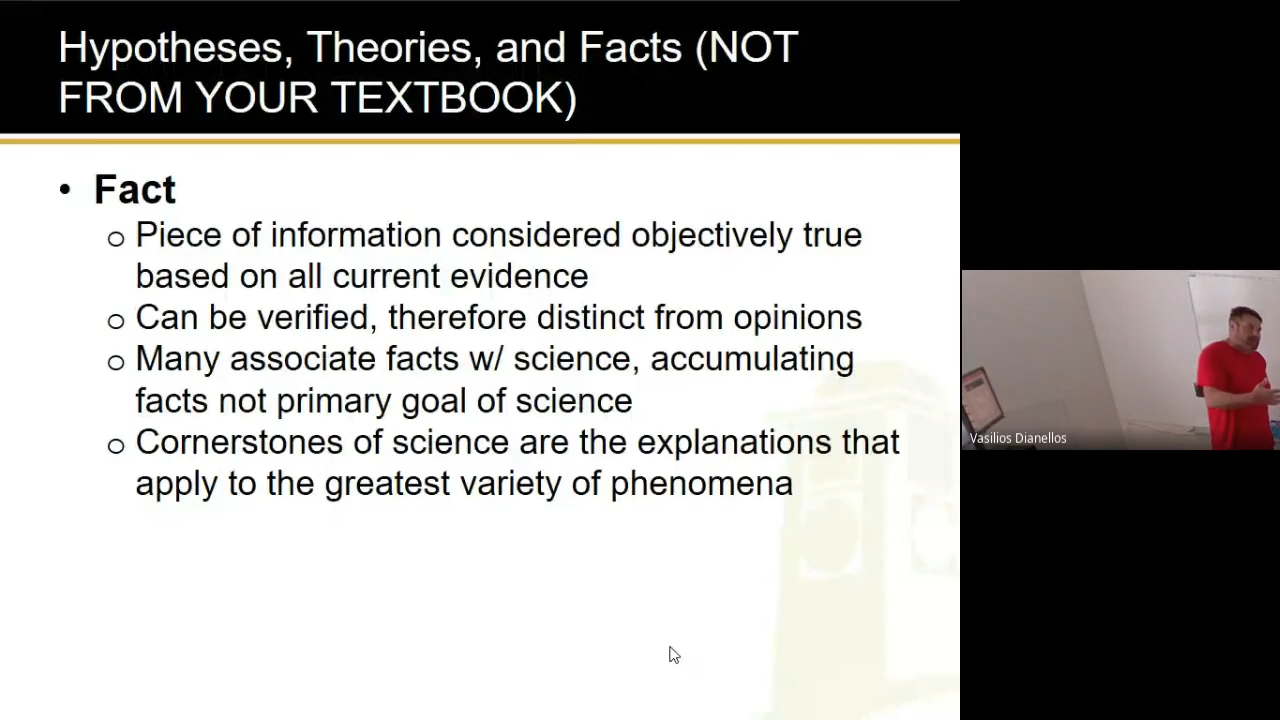 Hypotheses, Theories, and Facts (NOT
FROM YOUR TEXTBOOK)
• Fact
o Piece of information considered objectively true
based on all current evidence
o Can be verified, therefore distinct from opinions
o Many associate facts w/ science, accumulating
facts not primary goal of science
o Cornerstones of science are the explanations that
apply to the greatest variety of phenomena
Vasilios Dianellos